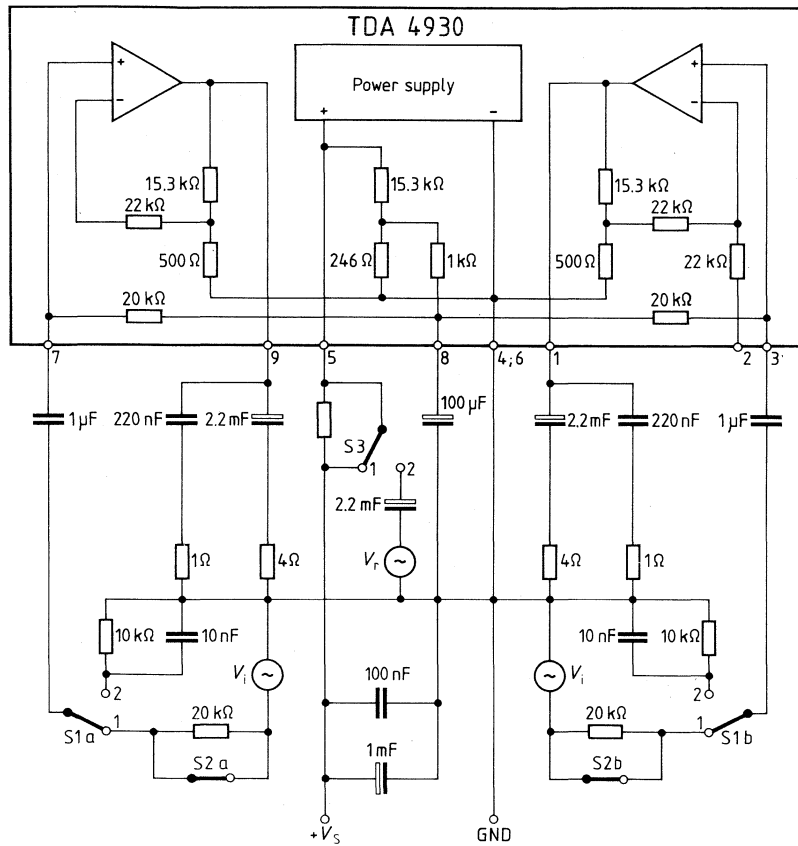 TDA 4930
+
−
Power supply
+
−
+
−
15.3 kΩ
15.3 kΩ
15.3 kΩ
22 kΩ
22 kΩ
500 Ω
246 Ω
1 kΩ
500 Ω
22 kΩ
20 kΩ
20 kΩ
7
9
5
8
4;6
1
2
3
1 µF
220 nF
2.2 mF
100 µF
2.2 mF
220 nF
1 µF
S3
1
2
2.2 mF
1 Ω
4 Ω
Vr
4 Ω
1 Ω
10 kΩ
10 nF
10 nF
10 kΩ
2
Vi
100 nF
Vi
2
S1a
1
20 kΩ
20 kΩ
1
S1b
S2a
1 mF
S2b
+VS
GND